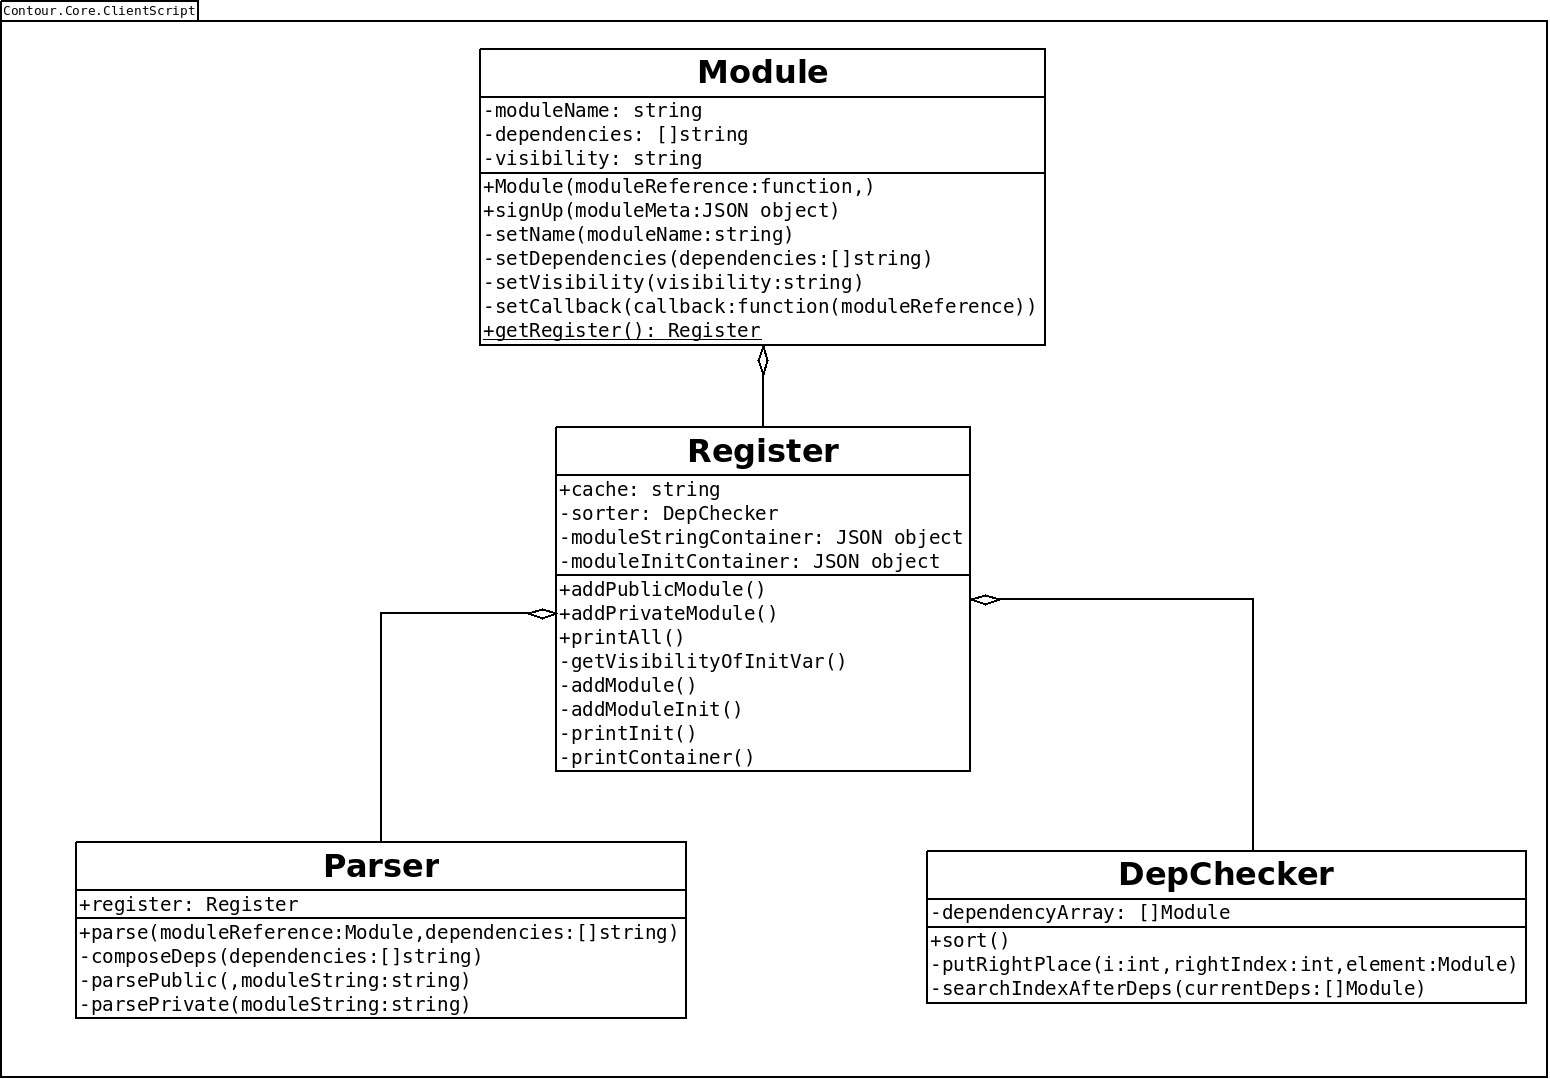 Contour.Core.ClientScript
Module
-moduleName: string
-dependencies: []string
-visibility: string
+Module(moduleReference:function,)
+signUp(moduleMeta:JSON object)
-setName(moduleName:string)
-setDependencies(dependencies:[]string)
-setVisibility(visibility:string)
-setCallback(callback:function(moduleReference))
+getRegister(): Register
Register
+cache: string
-sorter: DepChecker
-moduleStringContainer: JSON object
-moduleInitContainer: JSON object
+addPublicModule()
+addPrivateModule()
+printAll()
-getVisibilityOfInitVar()
-addModule()
-addModuleInit()
-printInit()
-printContainer()
Parser
+register: Register
+parse(moduleReference:Module,dependencies:[]string)
-composeDeps(dependencies:[]string)
-parsePublic(,moduleString:string)
-parsePrivate(moduleString:string)
DepChecker
-dependencyArray: []Module
+sort()
-putRightPlace(i:int,rightIndex:int,element:Module)
-searchIndexAfterDeps(currentDeps:[]Module)